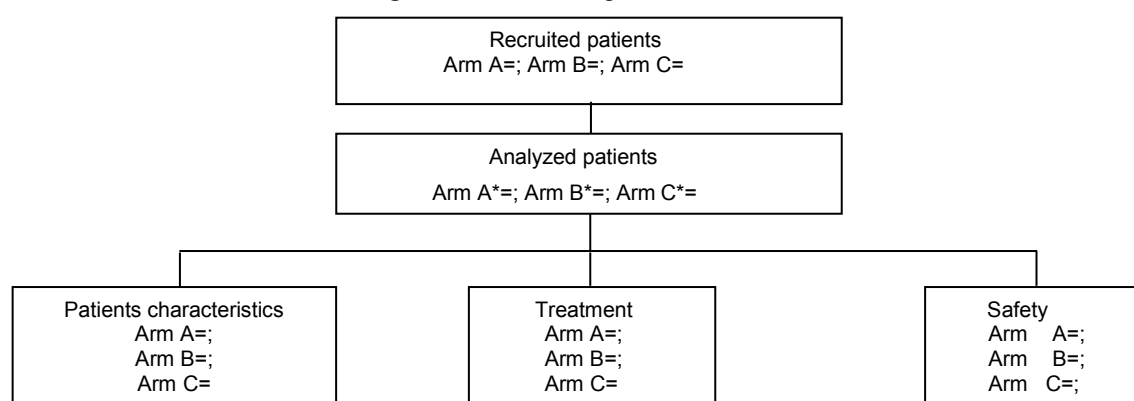 Recruited patients
Arm A=; Arm B=; Arm C=
Analyzed patients
Arm A*=; Arm B*=; Arm C*=
Patients characteristics
Arm A=;
Arm B=;
Arm C=
Treatment
Arm A=;
Arm B=;
Arm C=
Safety
Arm A=;
Arm B=;
Arm C=;